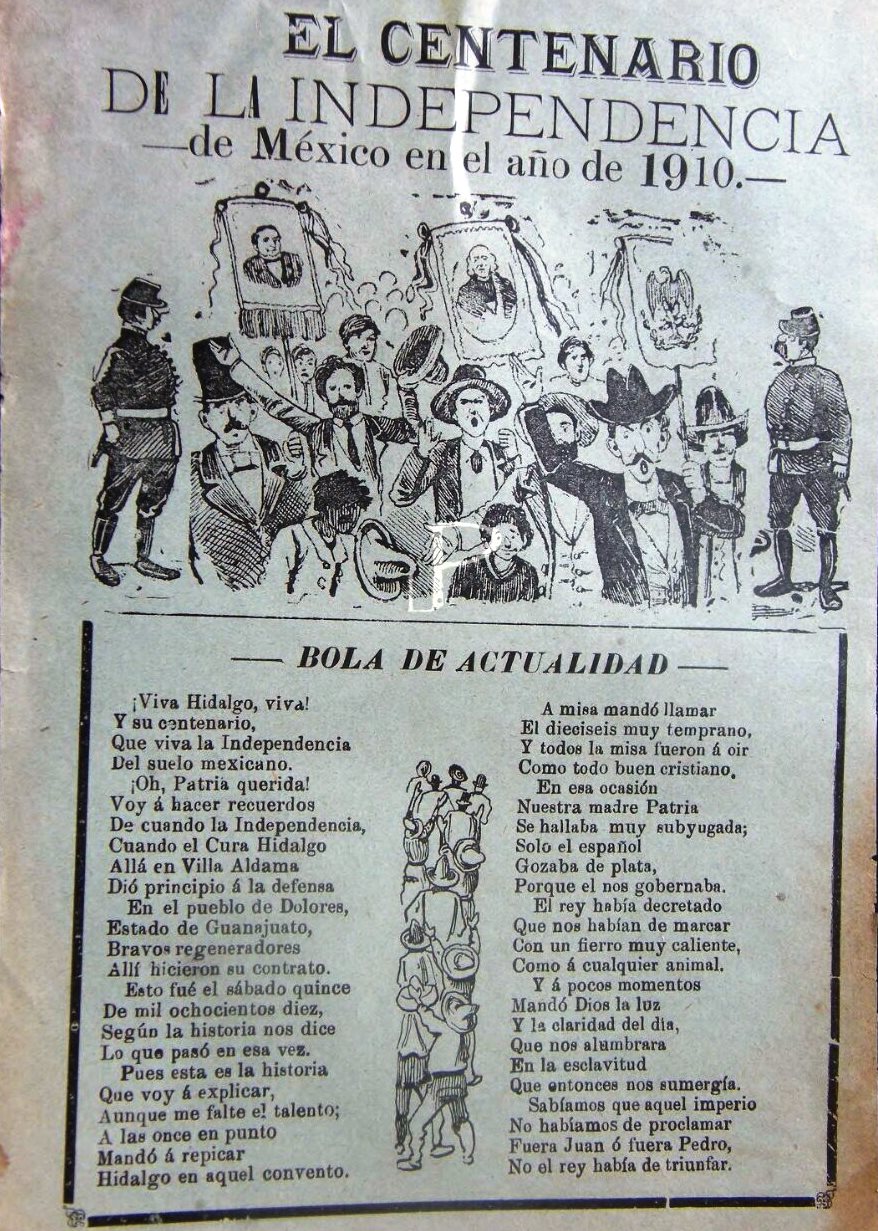 EL CENTENARIO
DE LA INDEPENDENCIA
—de México en el año de 1910.—
— BOLA DE ACTUALIDAD —
¡Viva Hidalgo, viva!
Y su centenario,
Que viva la Independencia
Del suelo mexicano.
¡Oh, Patria querida!
Voy á hacer recuerdos
De cuando la Independencia,
Cuando el Cura Hidalgo
Allá en Villa Aldama
Dió principio á la defensa
En el pueblo de Dolores,
Estado de Guanajuato,
Bravos regeneradores
Allí hicieron su contrato.
Esto fué el sábado quince
De mil ochocientos diez,
Según la historia nos dice
Lo que pasó en esa vez.
Pues esta es la historia
Que voy á explicar,
Aunque me falte el talento;
A las once en punto
Mandó á repicar
Hidalgo en aquel convento.
A misa mandó llamar
El dieciseis muy temprano,
Y todos la misa fueron á oir
Como todo buen cristiano.
En esa ocasión
Nuestra madre Patria
Se hallaba muy subyugada;
Solo el español
Gozaba de plata,
Porque el nos gobernaba.
El rey había decretado
Que nos habían de marcar
Con un fierro muy caliente,
Como á cualquier animal.
Y á pocos momentos
Mandó Dios la luz
Y la claridad del dia,
Que nos alumbrara
En la esclavitud
Que entonces nos sumergía.
Sabíamos que aquel imperio
No habíamos de proclamar
Fuera Juan ó fuera Pedro,
No el rey había de triunfar.